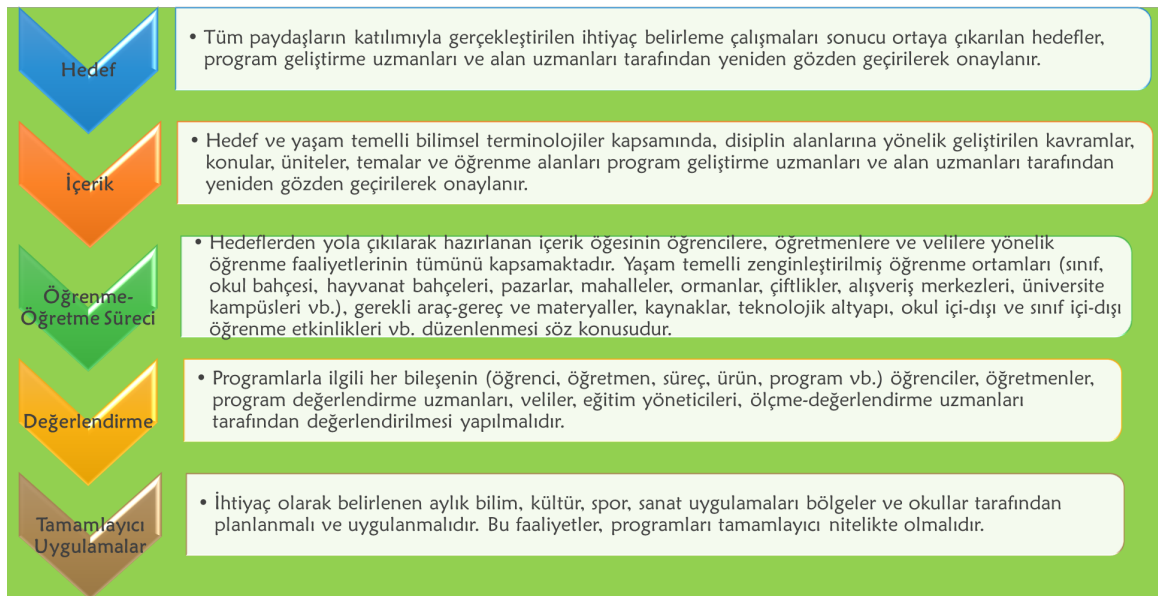 Hedef
• Tüm paydaşların katılımıyla gerçekleştirilen ihtiyaç belirleme çalışmaları sonucu ortaya çıkarılan hedefler,
program geliştirme uzmanları ve alan uzmanları tarafından yeniden gözden geçirilerek onaylanır.
İçerik
• Hedef ve yaşam temelli bilimsel terminolojiler kapsamında, disiplin alanlarına yönelik geliştirilen kavramlar,
konular, üniteler, temalar ve öğrenme alanları program geliştirme uzmanları ve alan uzmanları tarafından
yeniden gözden geçirilerek onaylanır.
Öğrenme-
Öğretme Süreci
• Hedeflerden yola çıkılarak hazırlanan içerik öğesinin öğrencilere, öğretmenlere ve velilere yönelik
öğrenme faaliyetlerinin tümünü kapsamaktadır. Yaşam temelli zenginleştirilmiş öğrenme ortamları (sınıf,
okul bahçesi, hayvanat bahçeleri, pazarlar, mahalleler, ormanlar, çiftlikler, alışveriş merkezleri, üniversite
kampüsleri vb.), gerekli araç-gereç ve materyaller, kaynaklar, teknolojik altyapı, okul içi-dışı ve sınıf içi-dışı
öğrenme etkinlikleri vb. düzenlenmesi söz konusudur.
Değerlendirme
• Programlarla ilgili her bileşenin (öğrenci, öğretmen, süreç, ürün, program vb.) öğrenciler, öğretmenler,
program değerlendirme uzmanları, veliler, eğitim yöneticileri, ölçme-değerlendirme uzmanları
tarafından değerlendirilmesi yapılmalıdır.
Tamamlayıcı
Uygulamalar
• İhtiyaç olarak belirlenen aylık bilim, kültür, spor, sanat uygulamaları bölgeler ve okullar tarafından
planlanmalı ve uygulanmalıdır. Bu faaliyetler, programları tamamlayıcı nitelikte olmalıdır.